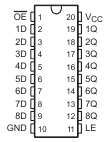 OE 1 20 VCC
1D 2 19 1Q
2D 3 18 2Q
3D 4 17 3Q
4D 5 16 4Q
5D 6 15 5Q
6D 7 14 6Q
7D 8 13 7Q
8D 9 12 8Q
GND 10 11 LE